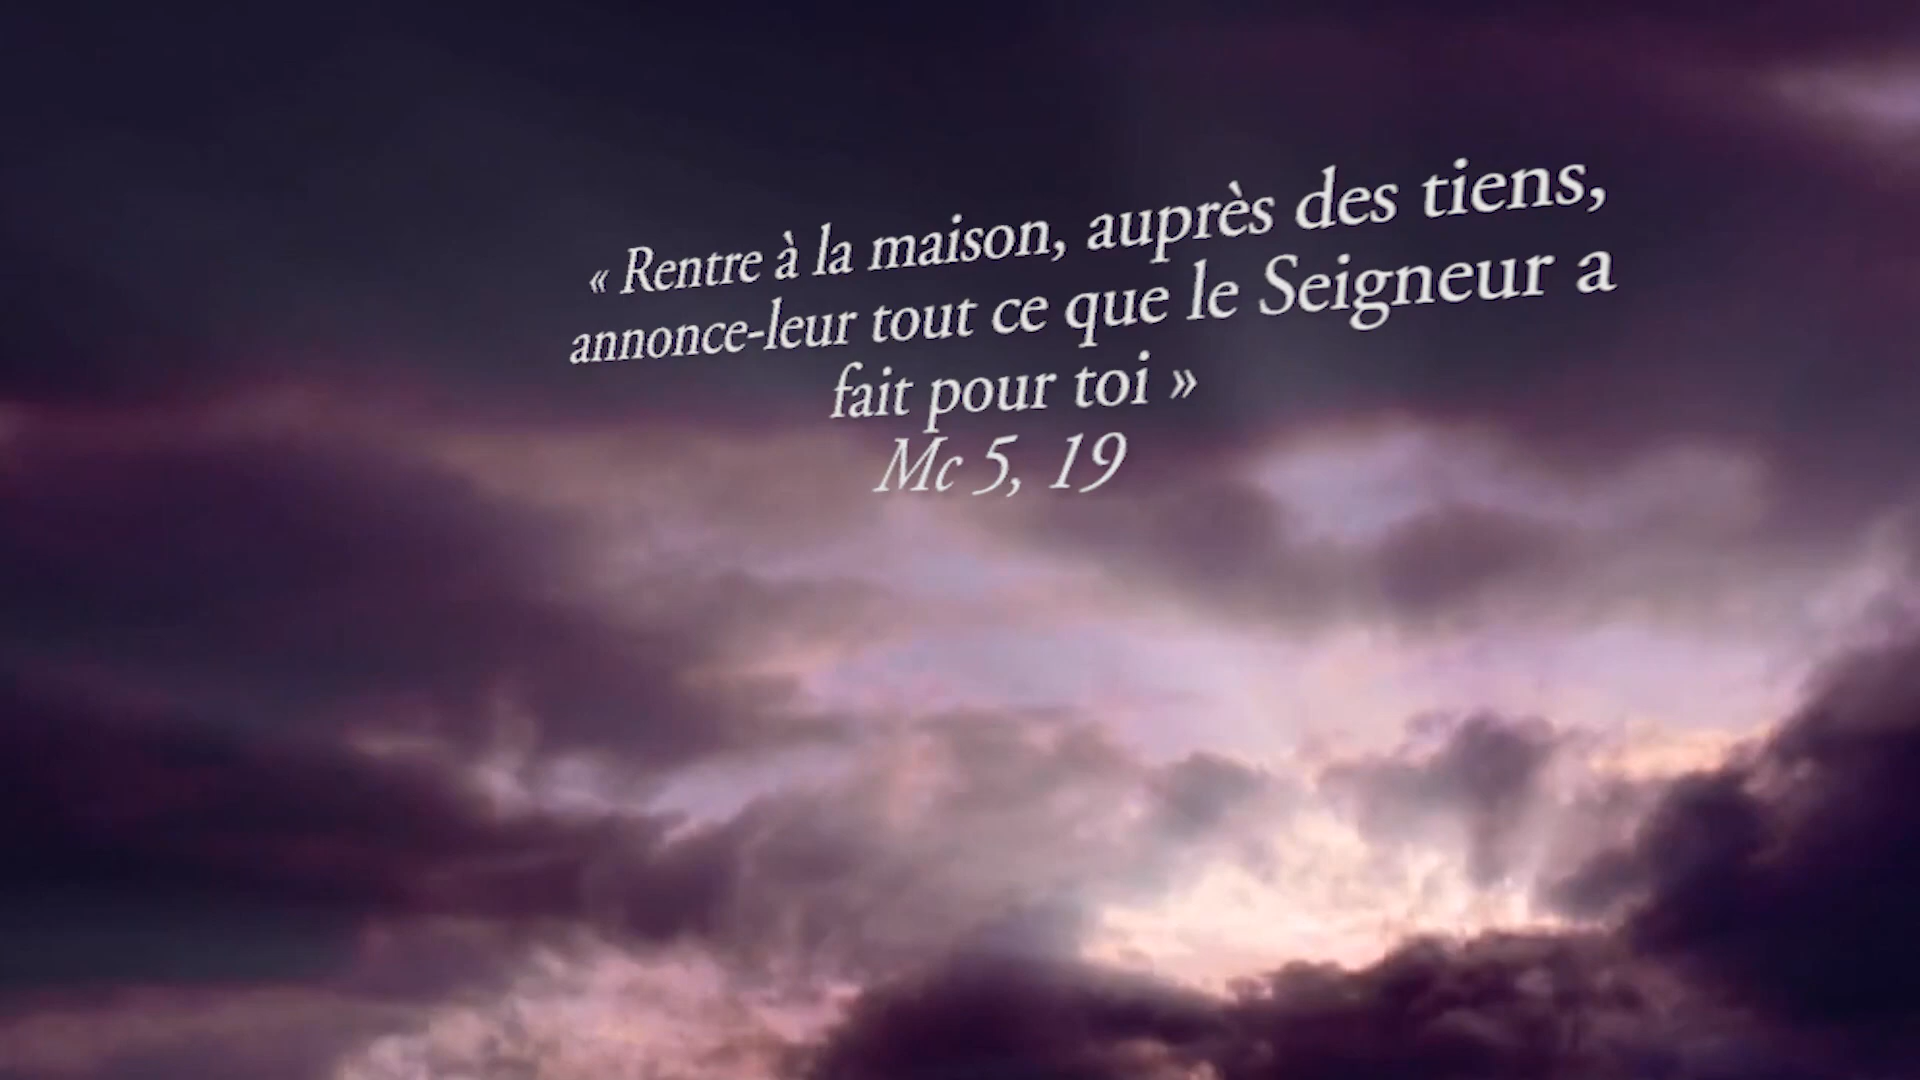 « Rentre à la maison, auprès des tiens,
annonce-leur tout ce que le Seigneur a
fait pour toi »
Mc 5, 19